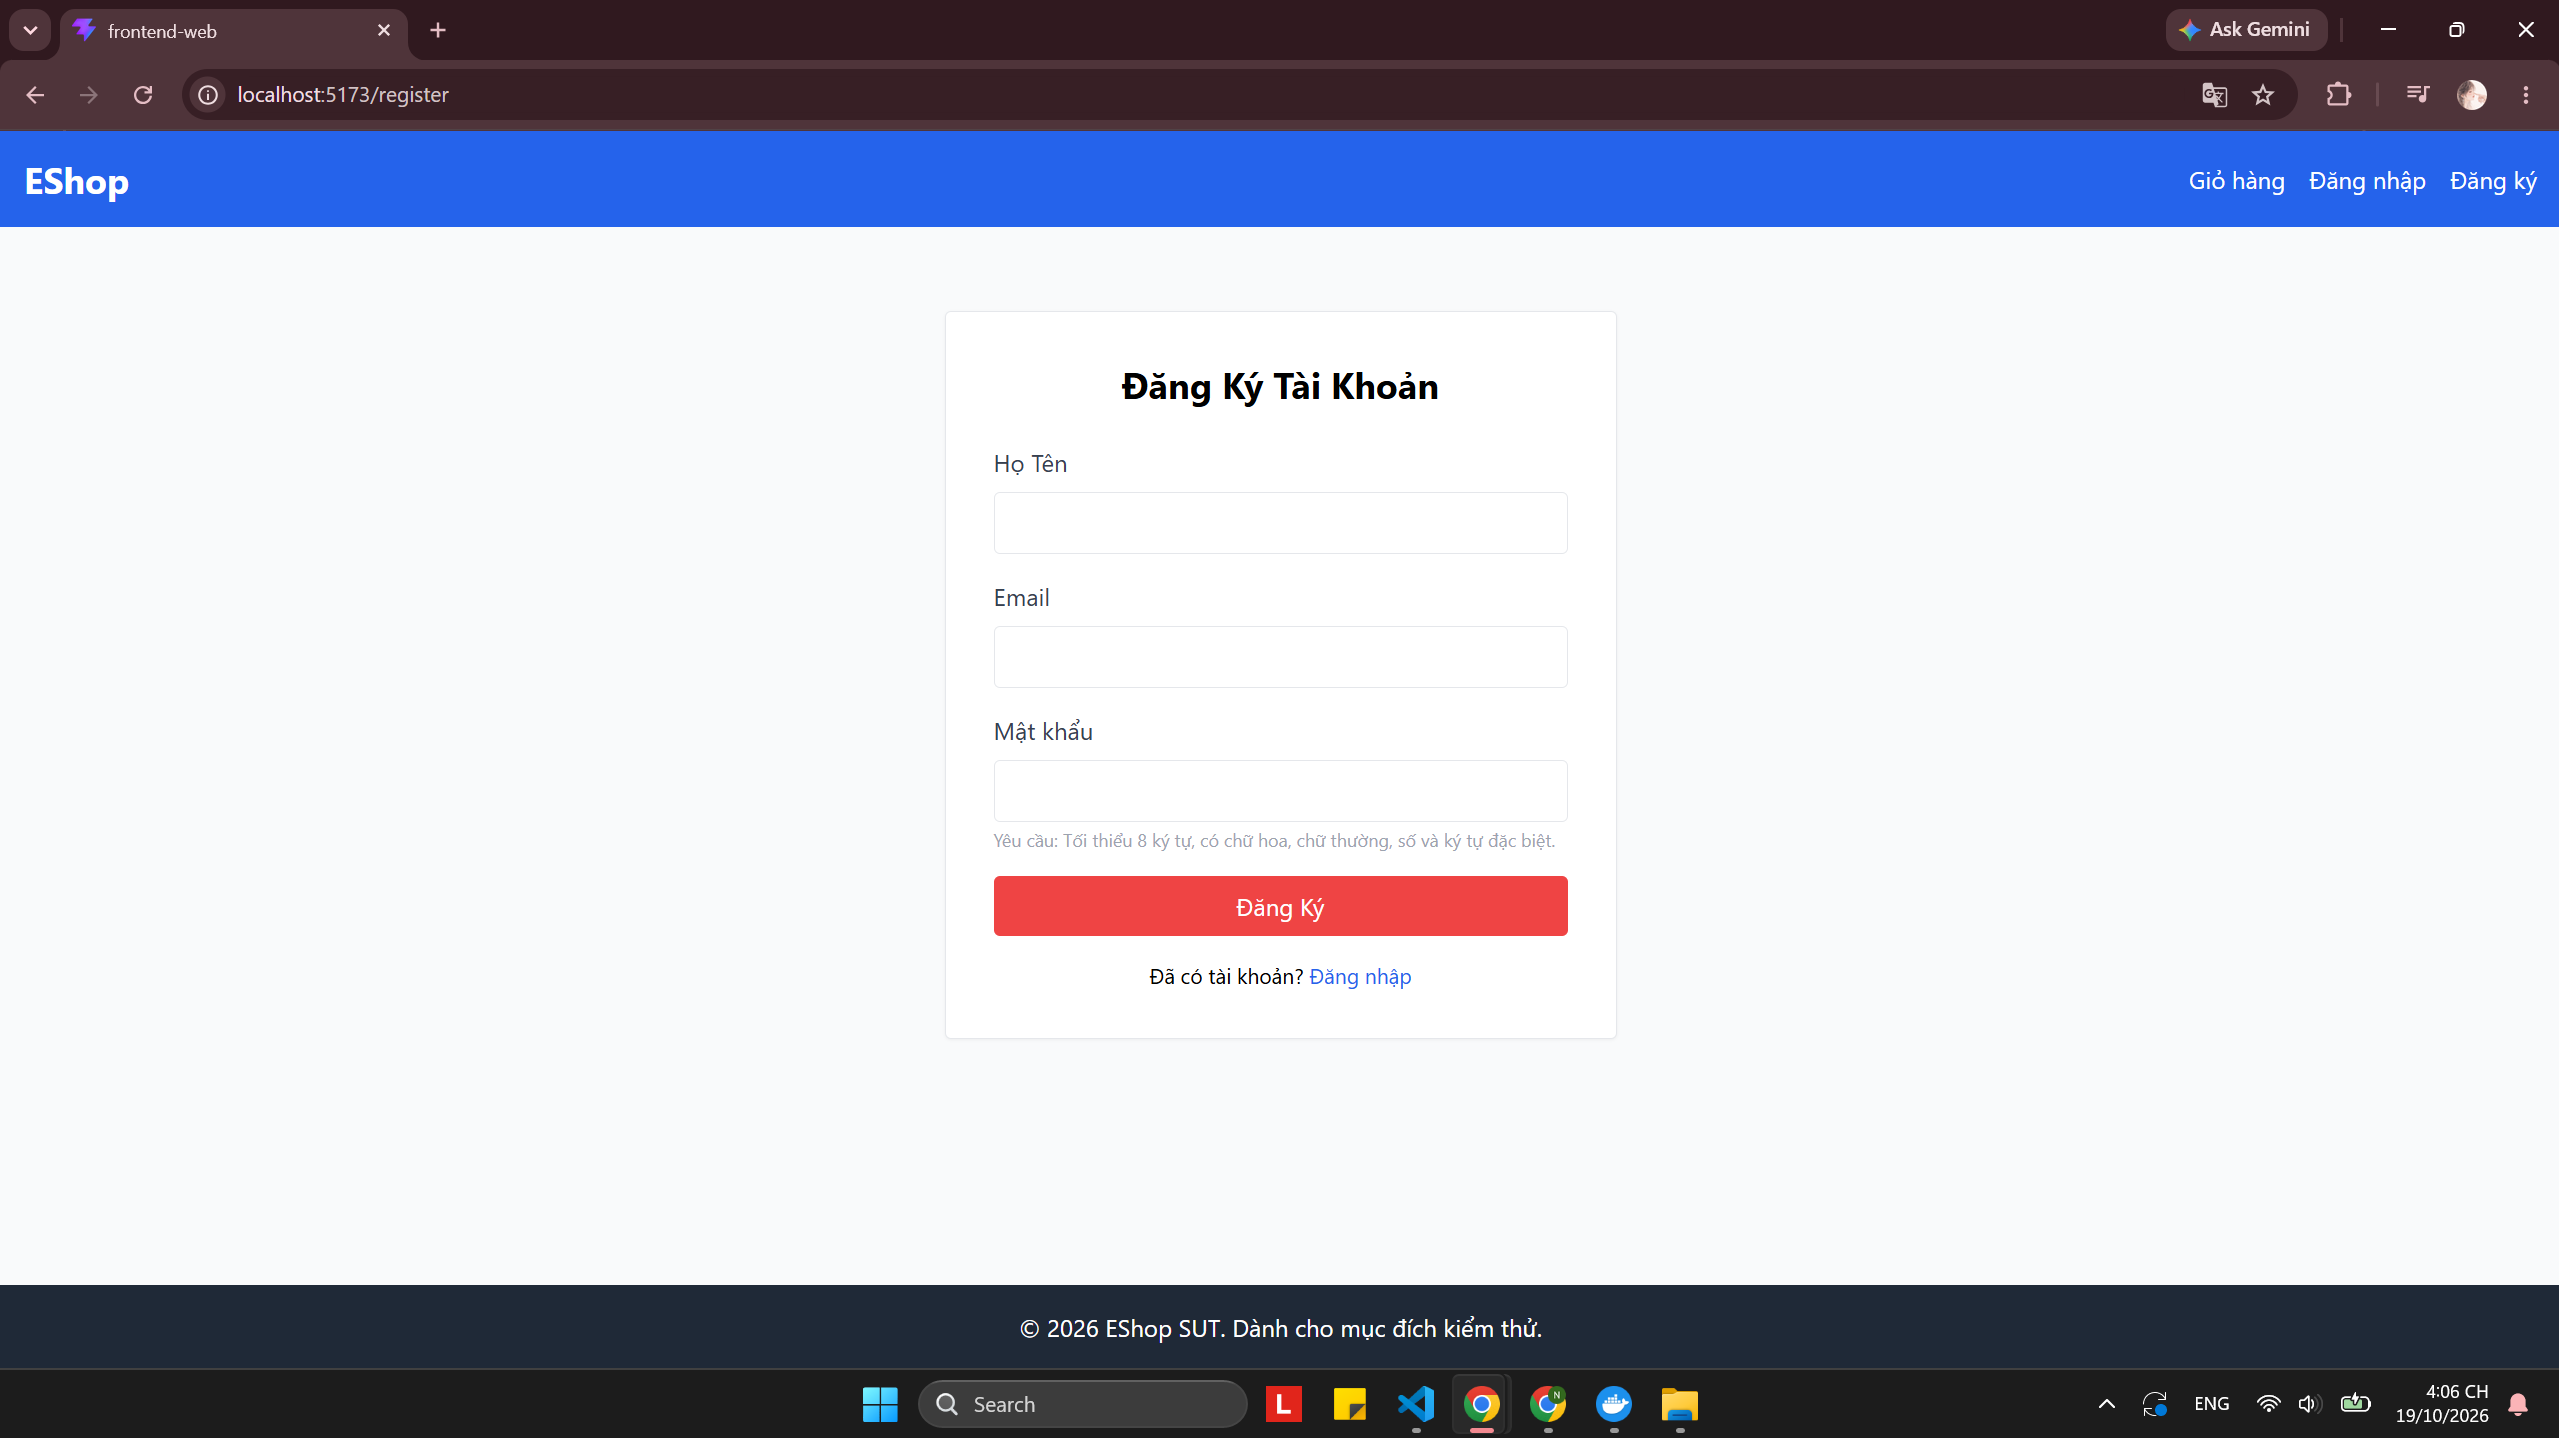 frontend-web
Ask Gemini
localhost:5173/register
EShop
Giỏ hàng Đăng nhập Đăng ký
Đăng Ký Tài Khoản
Họ Tên
Email
Mật khẩu
Yêu cầu: Tối thiểu 8 ký tự, có chữ hoa, chữ thường, số và ký tự đặc biệt.
Đăng Ký
Đã có tài khoản? Đăng nhập
© 2026 EShop SUT. Dành cho mục đích kiểm thử.
Search
L
N
ENG
4:06 CH
19/10/2026